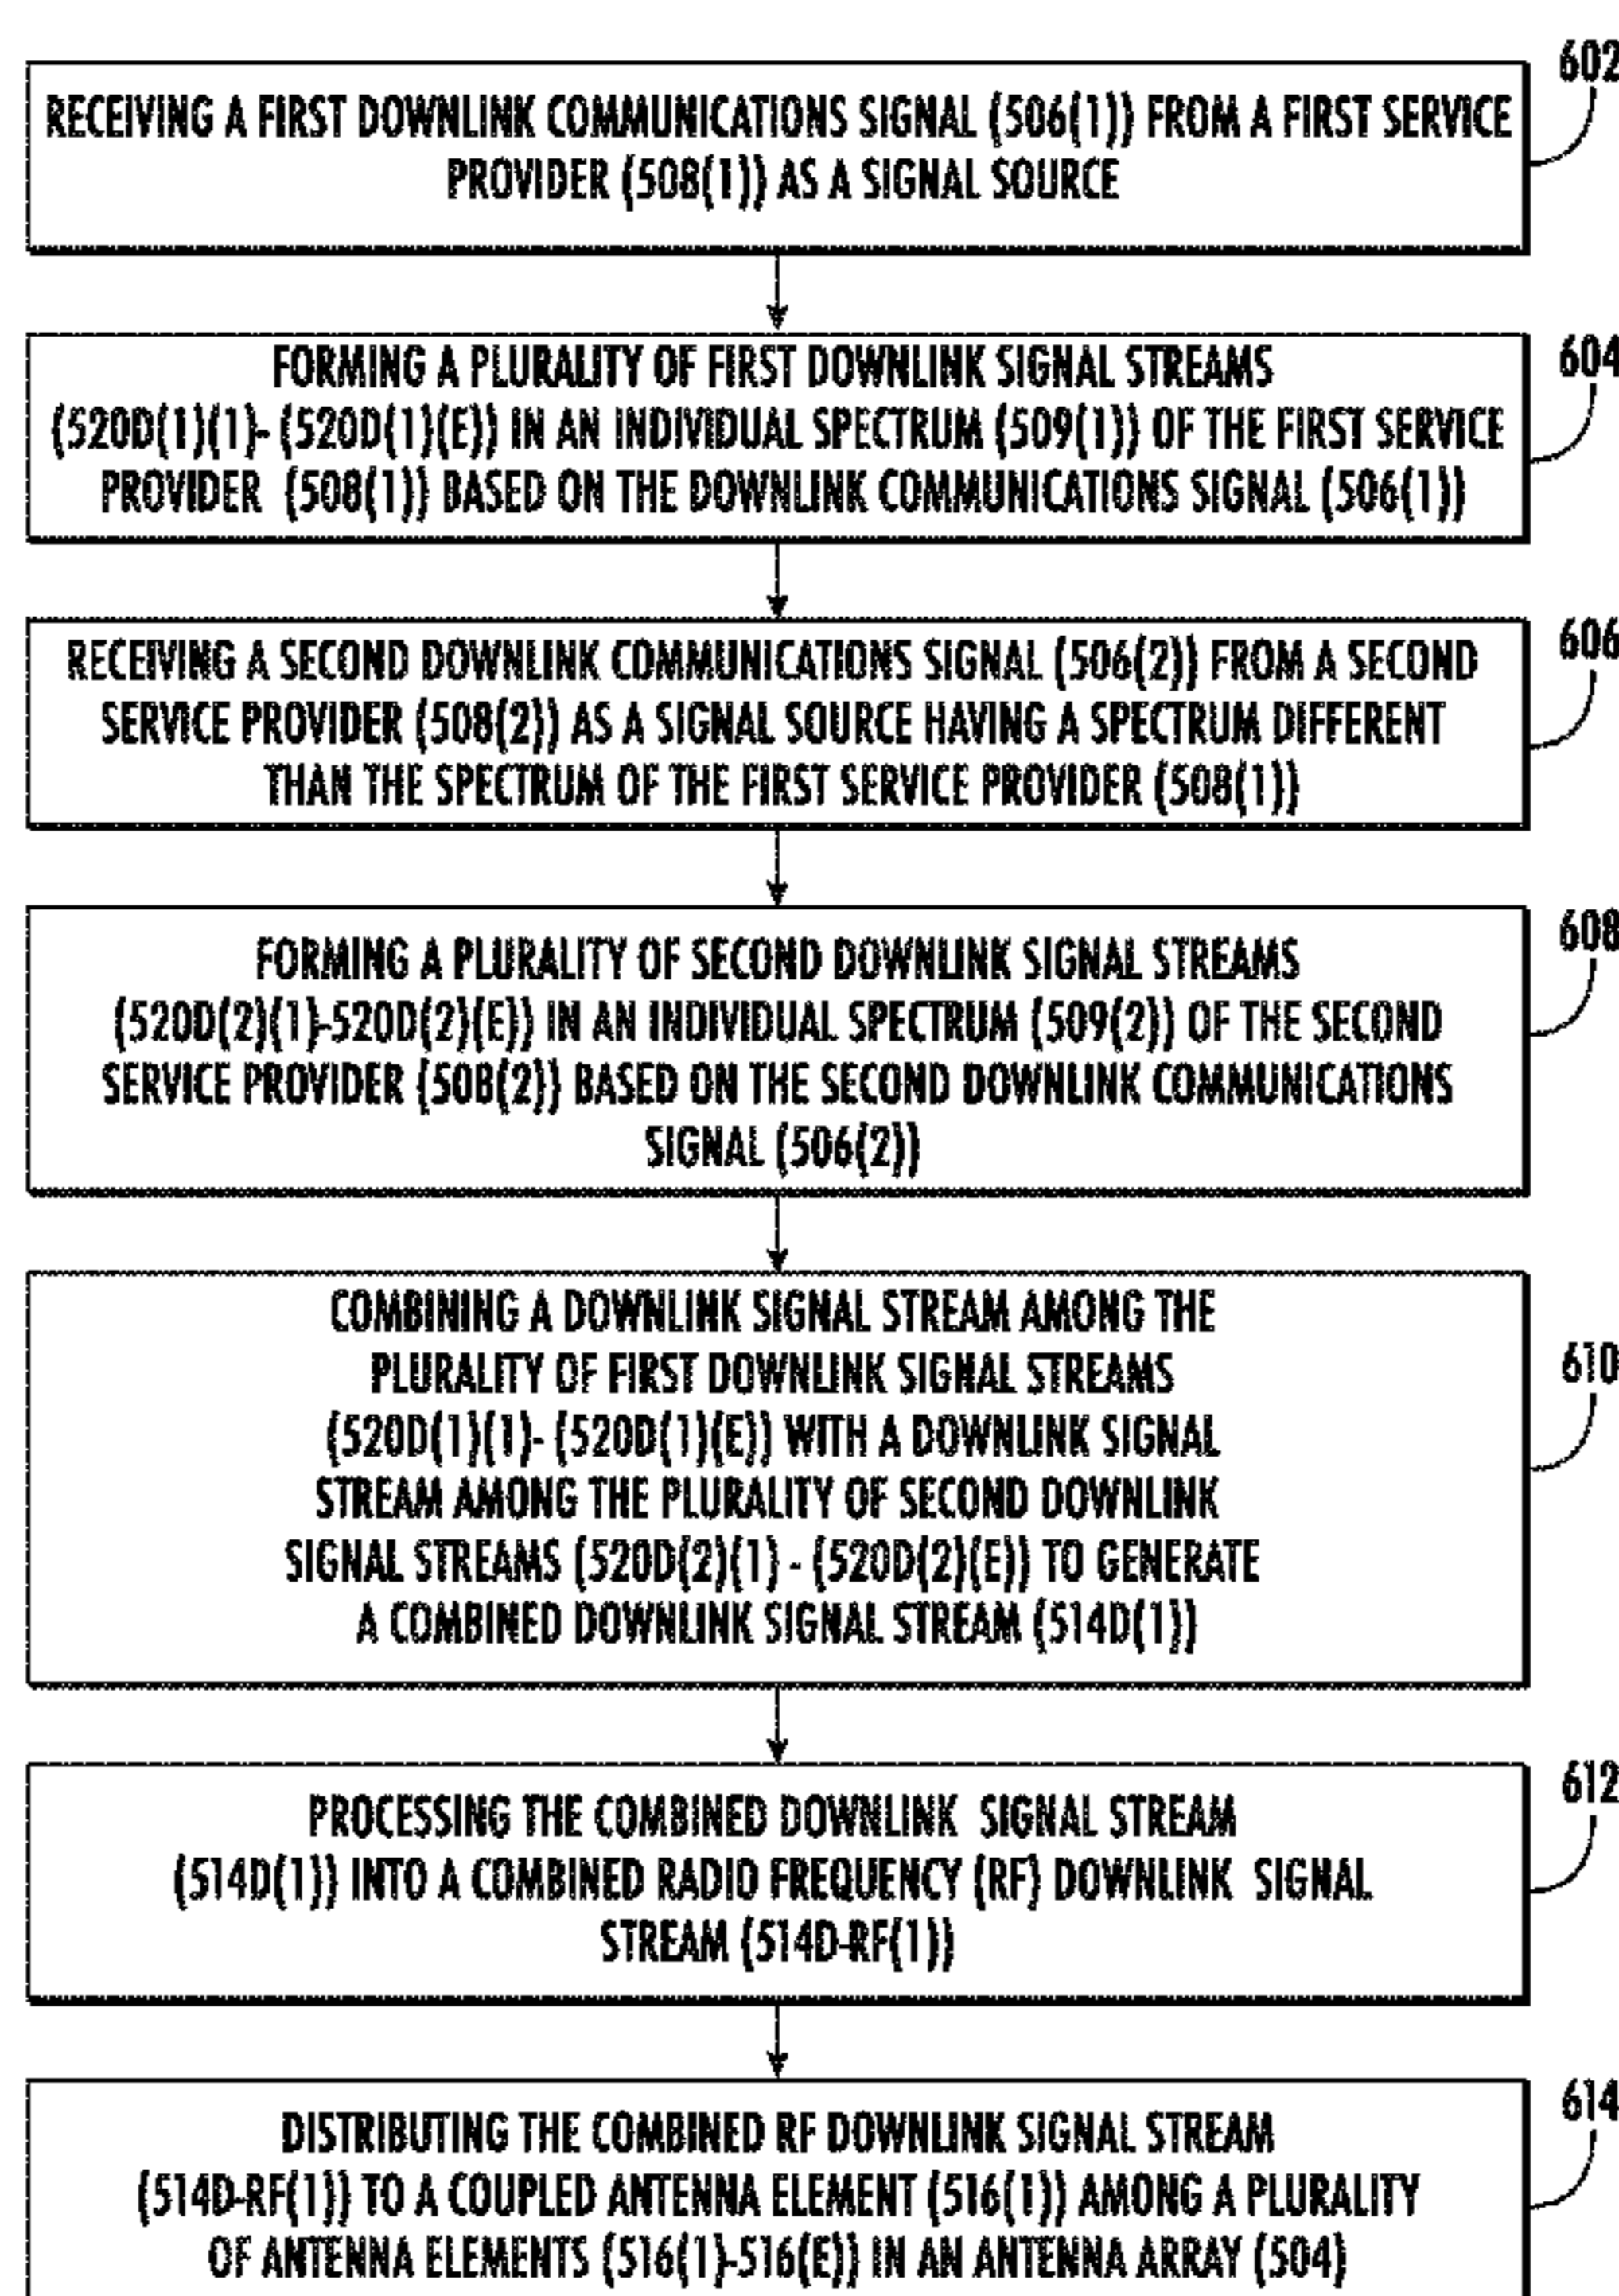 602
RECEIVING A FIRST DOWNLINK COMMUNICATIONS SIGNAL (506(1)) FROM A FIRST SERVICE
PROVIDER (508(1)) AS A SIGNAL SOURCE
604
FORMING A PLURALITY OF FIRST DOWNLINK SIGNAL STREAMS
(520D(1)(1)- (520D(1)(E)) IN AN INDIVIDUAL SPECTRUM (509(1)) OF THE FIRST SERVICE
PROVIDER (508(1)) BASED ON THE DOWNLINK COMMUNICATIONS SIGNAL (506(1))
606
RECEIVING A SECOND DOWNLINK COMMUNICATIONS SIGNAL (506(2)) FROM A SECOND
SERVICE PROVIDER (508(2)) AS A SIGNAL SOURCE HAVING A SPECTRUM DIFFERENT
THAN THE SPECTRUM OF THE FIRST SERVICE PROVIDER (508(1))
608
FORMING A PLURALITY OF SECOND DOWNLINK SIGNAL STREAMS
(520D(2)(1)-520D(2)(E)) IN AN INDIVIDUAL SPECTRUM (509(2)) OF THE SECOND
SERVICE PROVIDER (508(2)) BASED ON THE SECOND DOWNLINK COMMUNICATIONS
SIGNAL (506(2))
610
COMBINING A DOWNLINK SIGNAL STREAM AMONG THE
PLURALITY OF FIRST DOWNLINK SIGNAL STREAMS
(520D(1)(1)- (520D(1)(E)) WITH A DOWNLINK SIGNAL
STREAM AMONG THE PLURALITY OF SECOND DOWNLINK
SIGNAL STREAMS (520D(2)(1) - (520D(2)(E)) TO GENERATE
A COMBINED DOWNLINK SIGNAL STREAM (514D(1))
612
PROCESSING THE COMBINED DOWNLINK SIGNAL STREAM
(514D(1)) INTO A COMBINED RADIO FREQUENCY (RF) DOWNLINK SIGNAL
STREAM (514D-RF(1))
614
DISTRIBUTING THE COMBINED RF DOWNLINK SIGNAL STREAM
(514D-RF(1)) TO A COUPLED ANTENNA ELEMENT (516(1)) AMONG A PLURALITY
OF ANTENNA ELEMENTS (516(1)-516(E)) IN AN ANTENNA ARRAY (504)